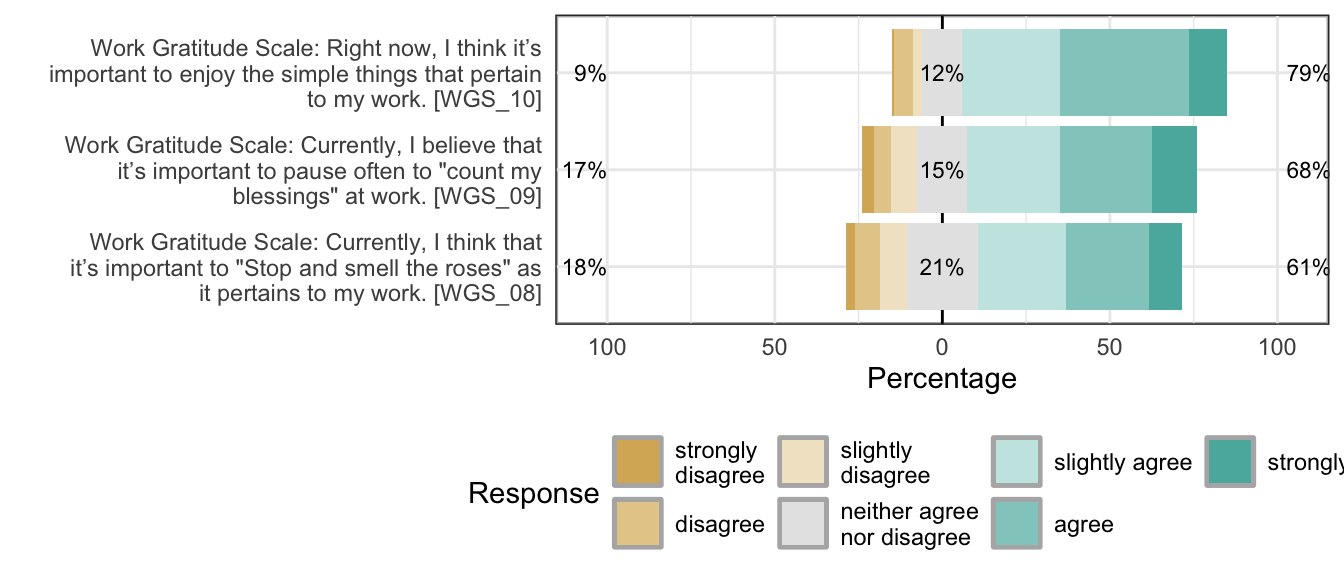 Work Gratitude Scale: Right now, I think it’s
important to enjoy the simple things that pertain
to my work. [WGS_10]
9%
12%
79%
Work Gratitude Scale: Currently, I believe that
it’s important to pause often to "count my
blessings" at work. [WGS_09]
17%
15%
68%
Work Gratitude Scale: Currently, I think that
it’s important to "Stop and smell the roses" as
it pertains to my work. [WGS_08]
18%
21%
61%
100 50 0 50 100
Percentage
Response
strongly
disagree
disagree
slightly
disagree
neither agree
nor disagree
slightly agree
agree
strongly